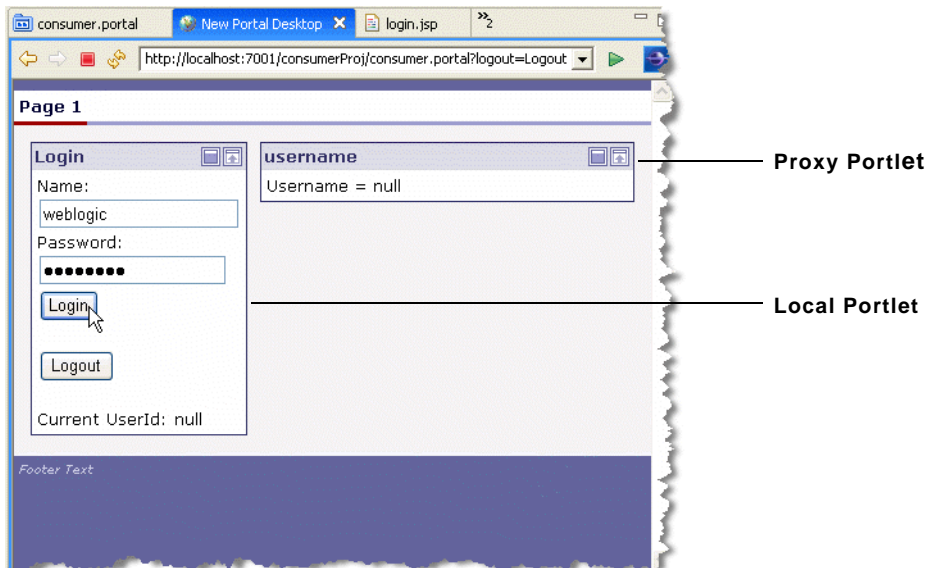 consumer.portal New Portal Desktop login.jsp »2
http://localhost:7001/consumerProj/consumer.portal?logout=Logout
Page 1
Login
username
Proxy Portlet
Name:
Username = null
weblogic
Password:
Login
Local Portlet
Logout
Current UserId: null
Footer Text